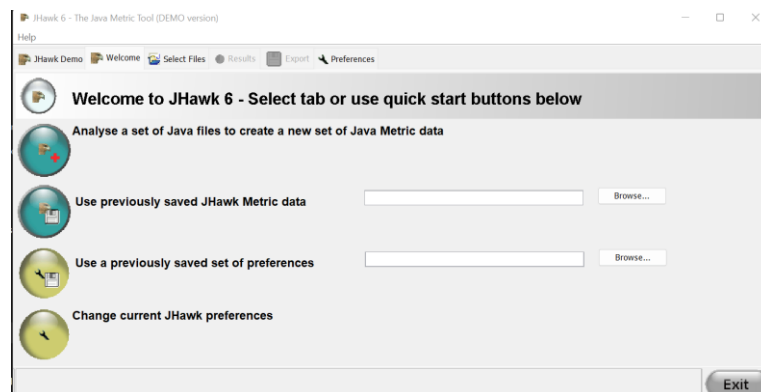 JHawk 6 - The Java Metric Tool (DEMO version)
Help
JHawk Demo Welcome Select Files Results Export Preferences
Welcome to JHawk 6 - Select tab or use quick start buttons below
Analyse a set of Java files to create a new set of Java Metric data
Use previously saved JHawk Metric data Browse...
Use a previously saved set of preferences Browse...
Change current JHawk preferences
Exit